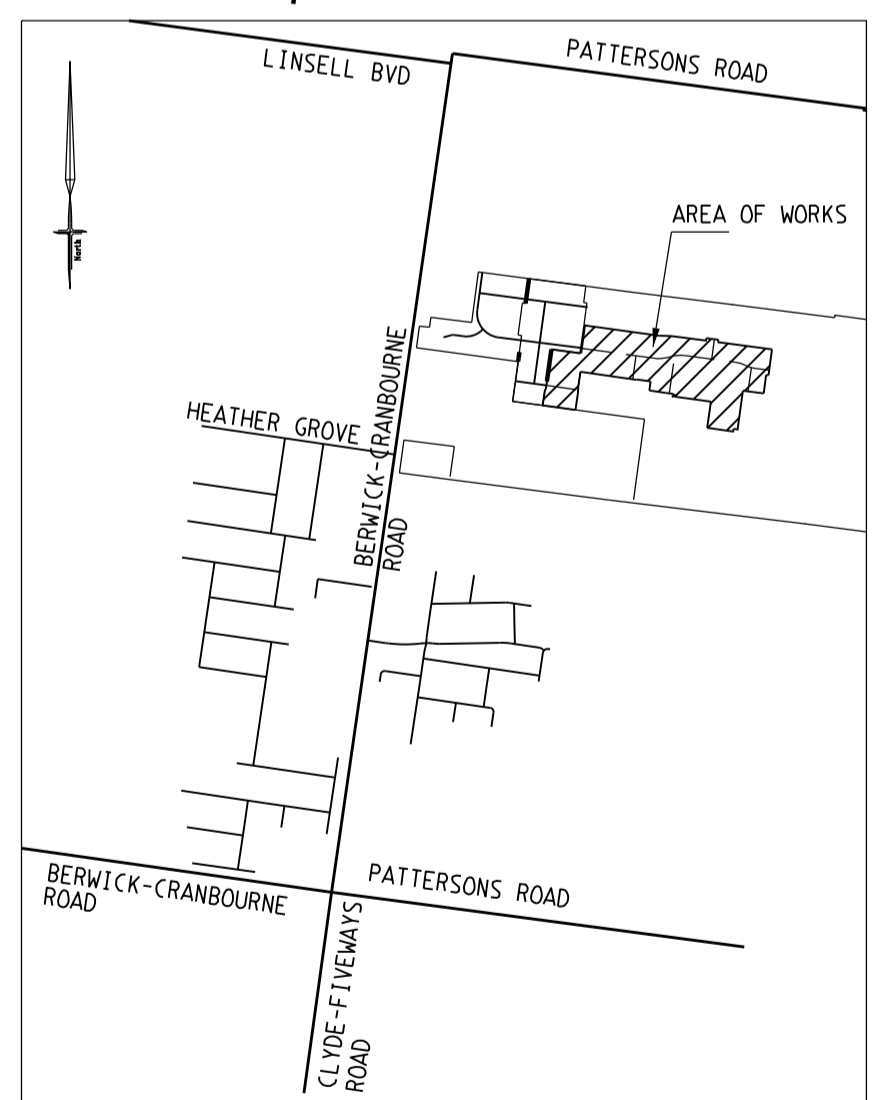 LINSELL BVD
PATTERSONS ROAD
North
AREA OF WORKS
HEATHER GROVE
BERWICK-CRANBOURNE
ROAD
BERWICK-CRANBOURNE
ROAD
PATTERSONS ROAD
CLYDE-FIVEWAYS
ROAD